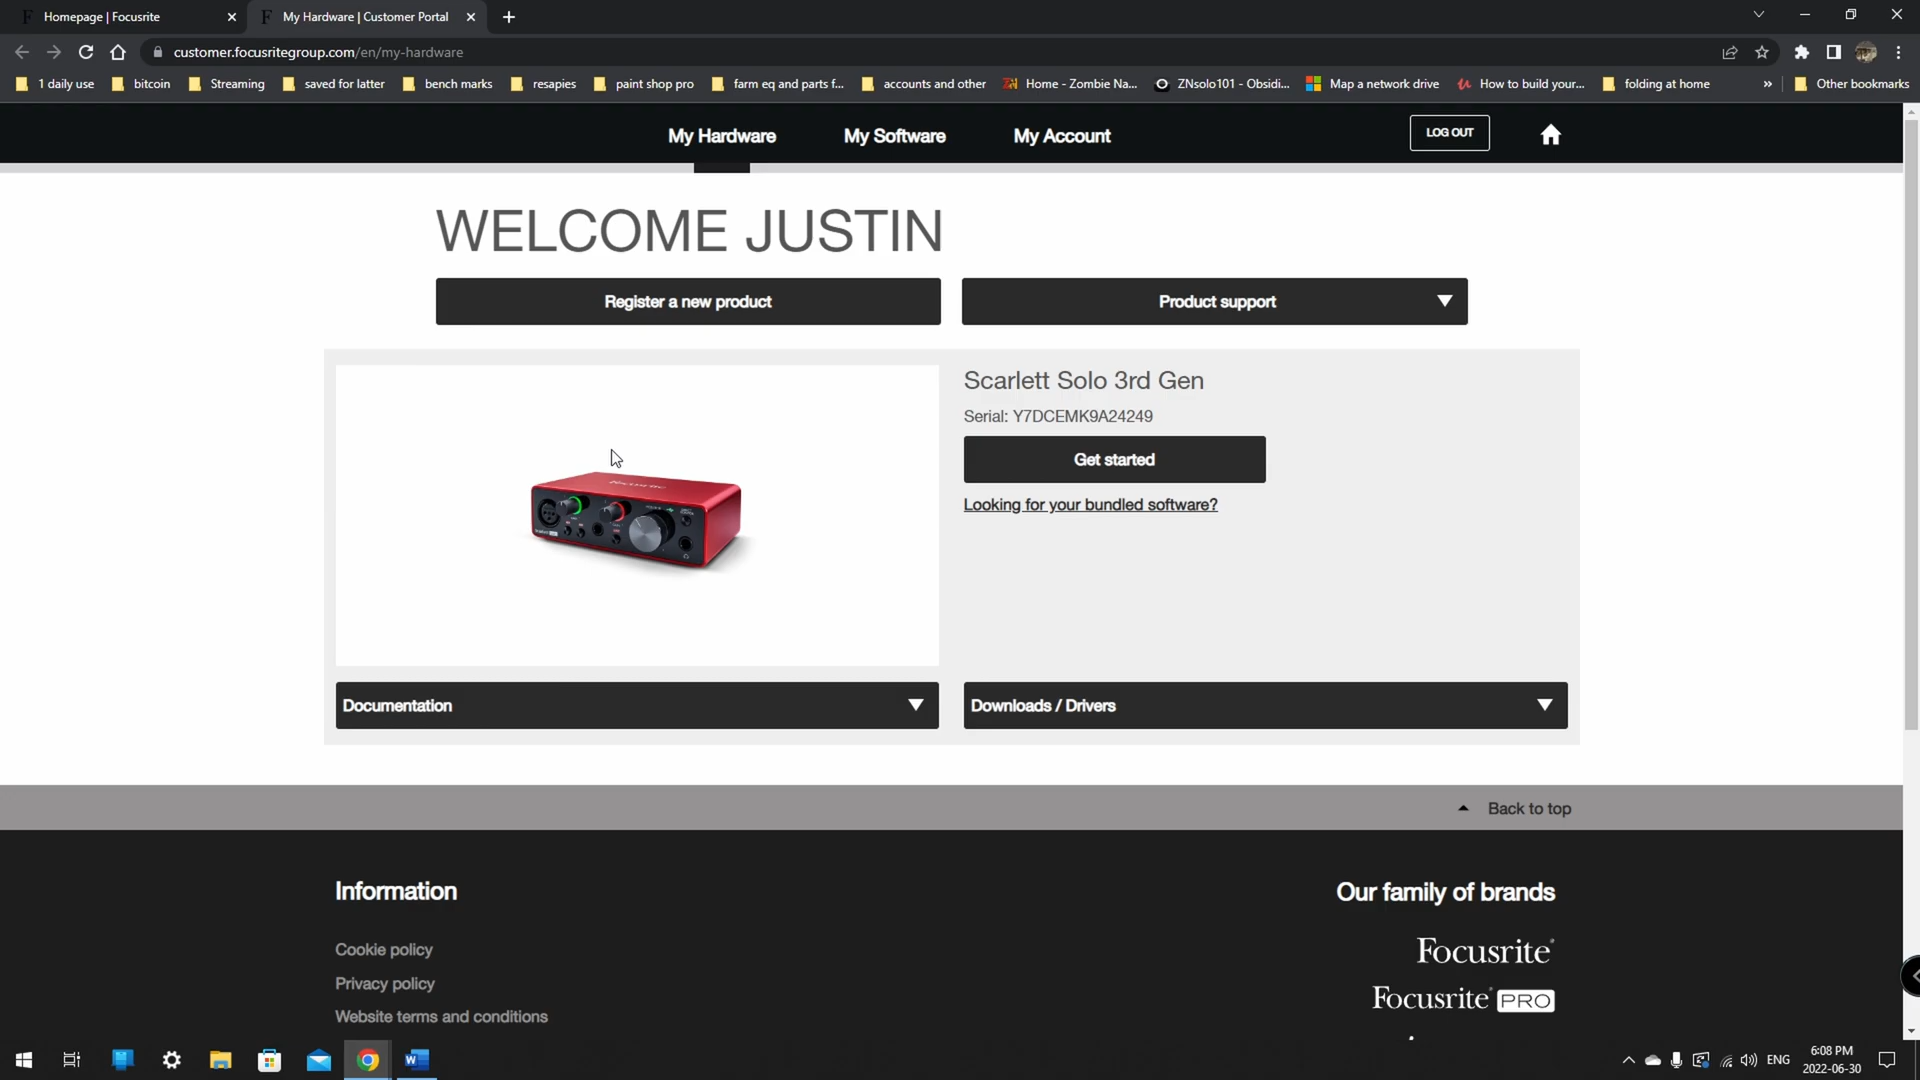 Homepage | Focusrite
My Hardware | Customer Portal
customer.focusritegroup.com/en/my-hardware
1 daily use
bitcoin
Streaming
saved for latter
bench marks
resapies
paint shop pro
farm eq and parts f...
accounts and other
Home - Zombie Na...
ZNsolo101 - Obsidi...
Map a network drive
How to build your...
folding at home
»
Other bookmarks
My Hardware
My Software
My Account
LOG OUT
WELCOME JUSTIN
Register a new product
Product support
Scarlett Solo 3rd Gen
Serial: Y7DCEMK9A24249
Get started
Looking for your bundled software?
Focusrite
Documentation
Downloads / Drivers
Back to top
Information
Our family of brands
Cookie policy
Focusrite
Privacy policy
Focusrite PRO
Website terms and conditions
ENG
6:08 PM
2022-06-30